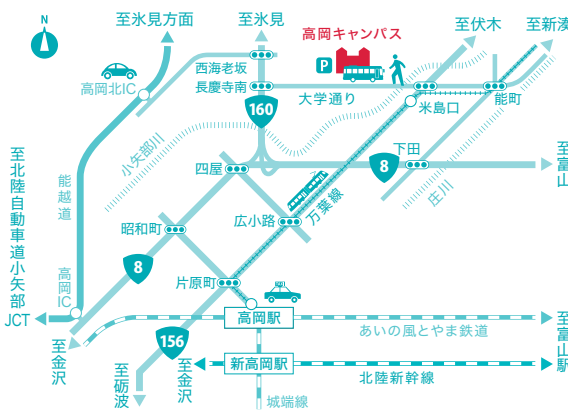 N
至氷見方面
至氷見
高岡キャンパス
至伏木
至新湊
P
西海老坂
高岡北IC
長慶寺南
大学通り
米島口
能町
160
小矢部川
下田
至富山
至北陸自動車道小矢部
JCT
能越道
四屋
8
庄川
万葉線
広小路
昭和町
8
片原町
高岡IC
高岡駅
あいの風とやま鉄道
至富山駅
156
至金沢
至砺波
至金沢
新高岡駅
北陸新幹線
城端線